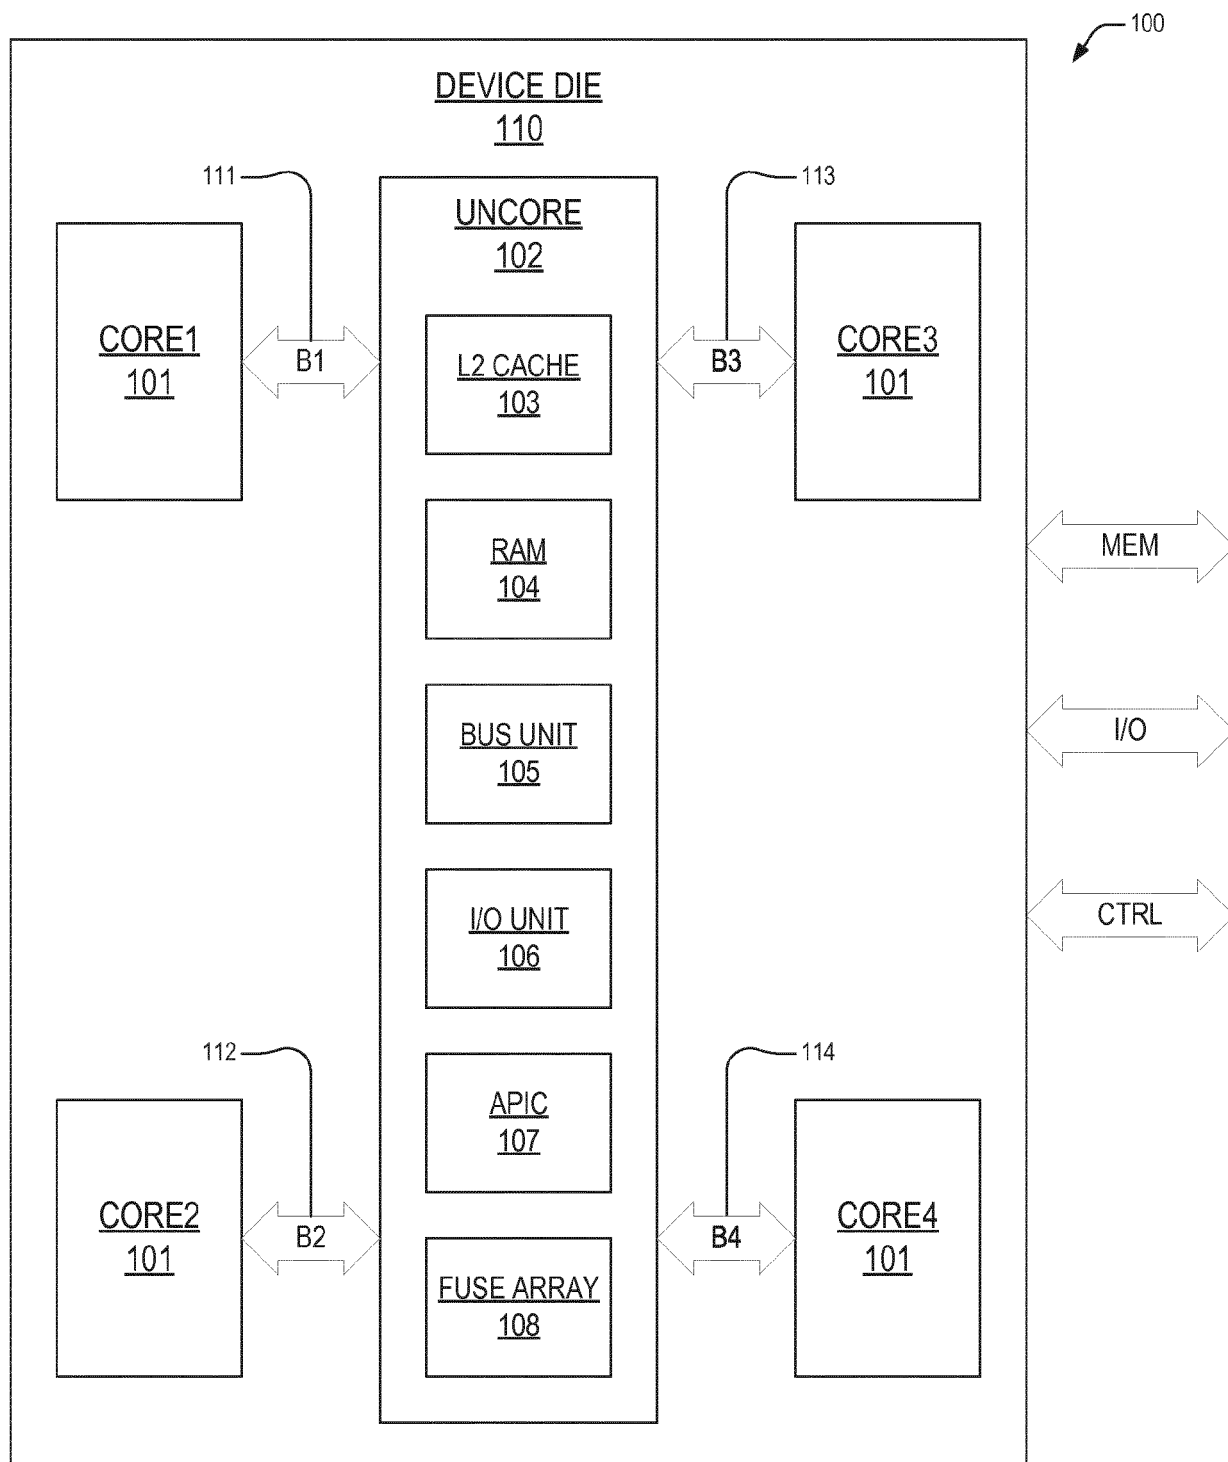 100
DEVICE DIE
110
111
113
UNCORE
102
CORE1
101
B1
L2 CACHE
103
B3
CORE3
101
RAM
104
MEM
BUS UNIT
105
I/O
I/O UNIT
106
CTRL
112
114
APIC
107
CORE2
101
B2
B4
CORE4
101
FUSE ARRAY
108